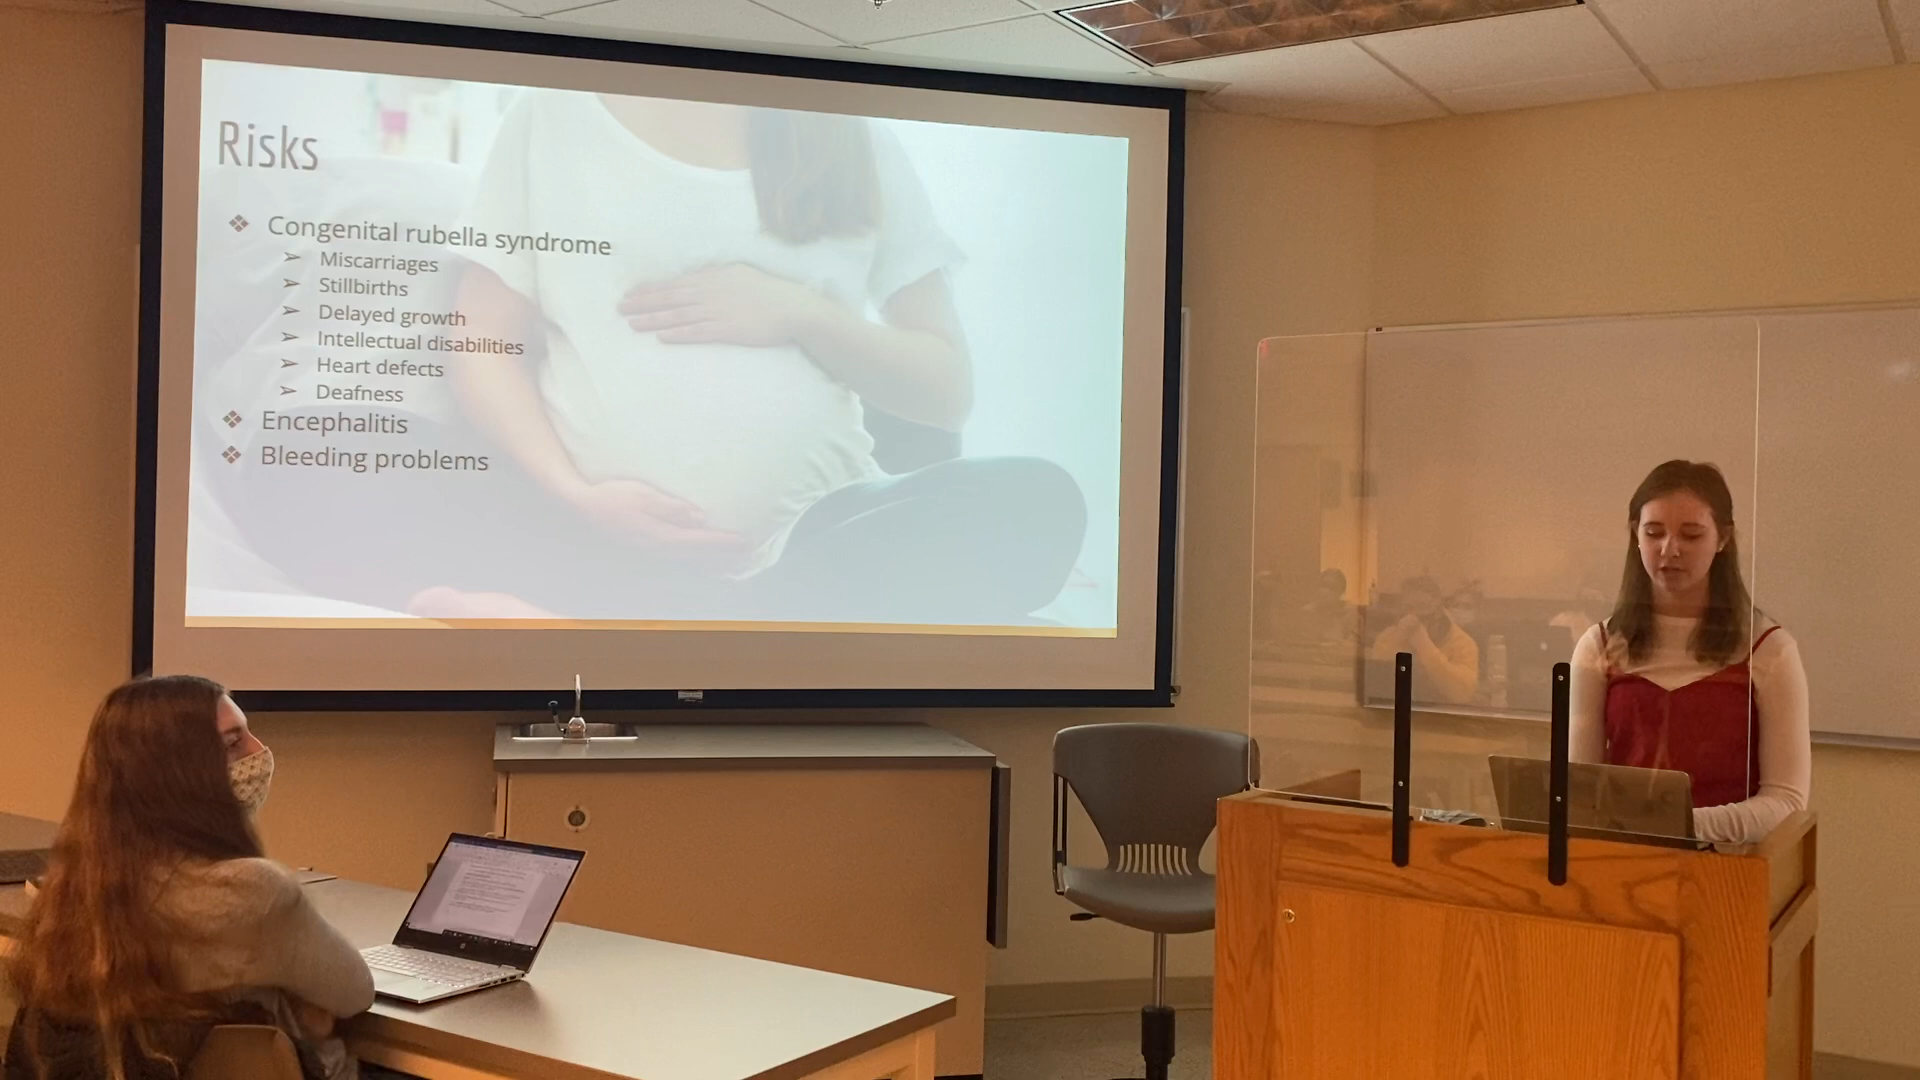 Risks
❖ Congenital rubella syndrome
➢ Miscarriages
➢ Stillbirths
➢ Delayed growth
➢ Intellectual disabilities
➢ Heart defects
➢ Deafness
❖ Encephalitis
❖ Bleeding problems